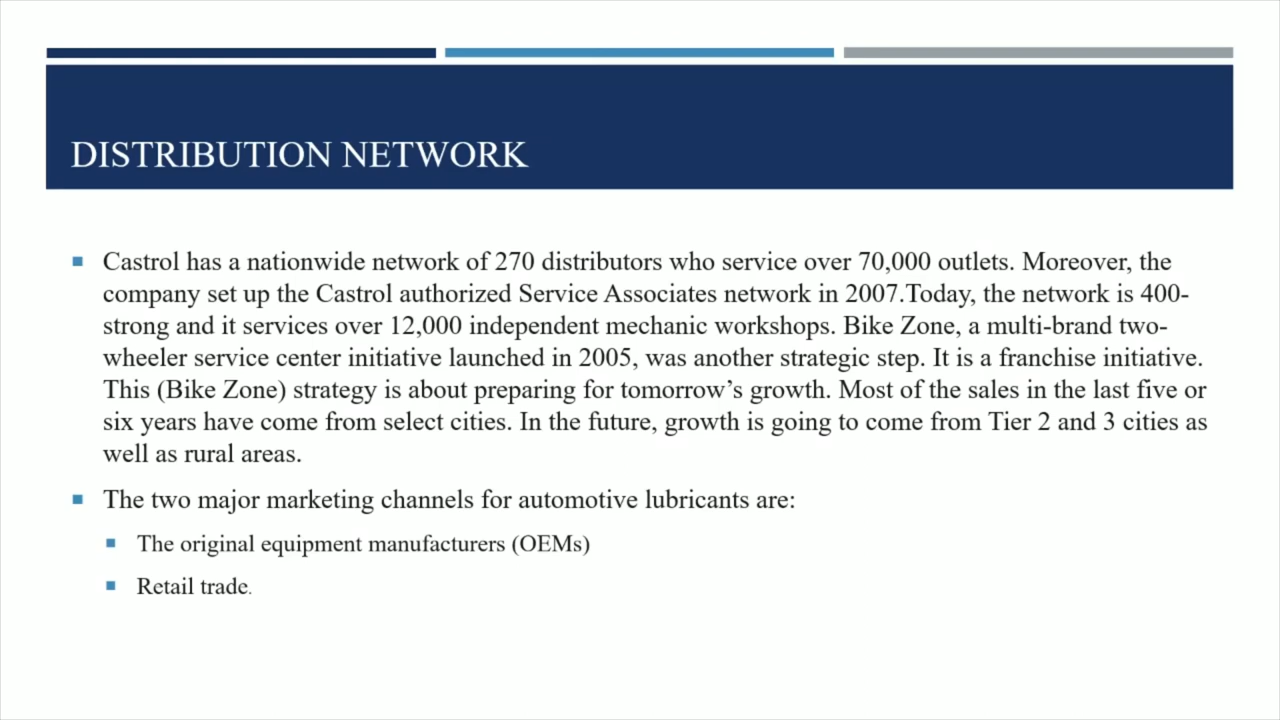 DISTRIBUTION NETWORK
Castrol has a nationwide network of 270 distributors who service over 70,000 outlets. Moreover, the
company set up the Castrol authorized Service Associates network in 2007.Today, the network is 400-
strong and it services over 12,000 independent mechanic workshops. Bike Zone, a multi-brand two-
wheeler service center initiative launched in 2005, was another strategic step. It is a franchise initiative.
This (Bike Zone) strategy is about preparing for tomorrow’s growth. Most of the sales in the last five or
six years have come from select cities. In the future, growth is going to come from Tier 2 and 3 cities as
well as rural areas.
The two major marketing channels for automotive lubricants are:
The original equipment manufacturers (OEMs)
Retail trade.